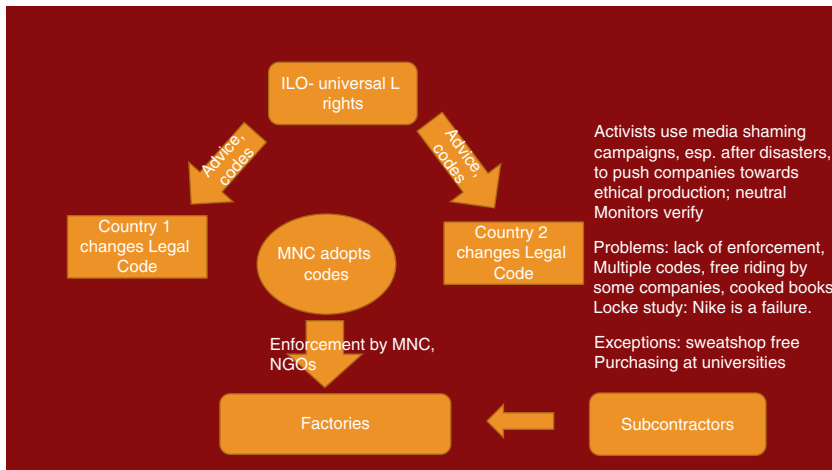 ILO- universal L
rights
Advice,
codes
Advice,
codes
Country 1
changes Legal
Code
MNC adopts
codes
Country 2
changes Legal
Code
Enforcement by MNC,
NGOs
Factories
Subcontractors
Activists use media shaming
campaigns, esp. after disasters,
to push companies towards
ethical production; neutral
Monitors verify
Problems: lack of enforcement,
Multiple codes, free riding by
some companies, cooked books
Locke study: Nike is a failure.
Exceptions: sweatshop free
Purchasing at universities